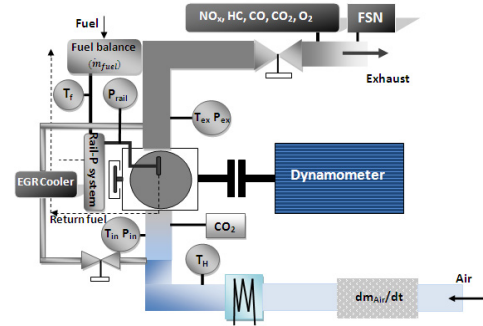 NOx, HC, CO, CO2, O2
FSN
Fuel
Fuel balance
(ṁfuel)
Exhaust
Tf
Prail
Tex Pex
Rail-P system
EGR Cooler
Dynamometer
Return fuel
Tin Pin
CO2
TH
Air
dmAir/dt